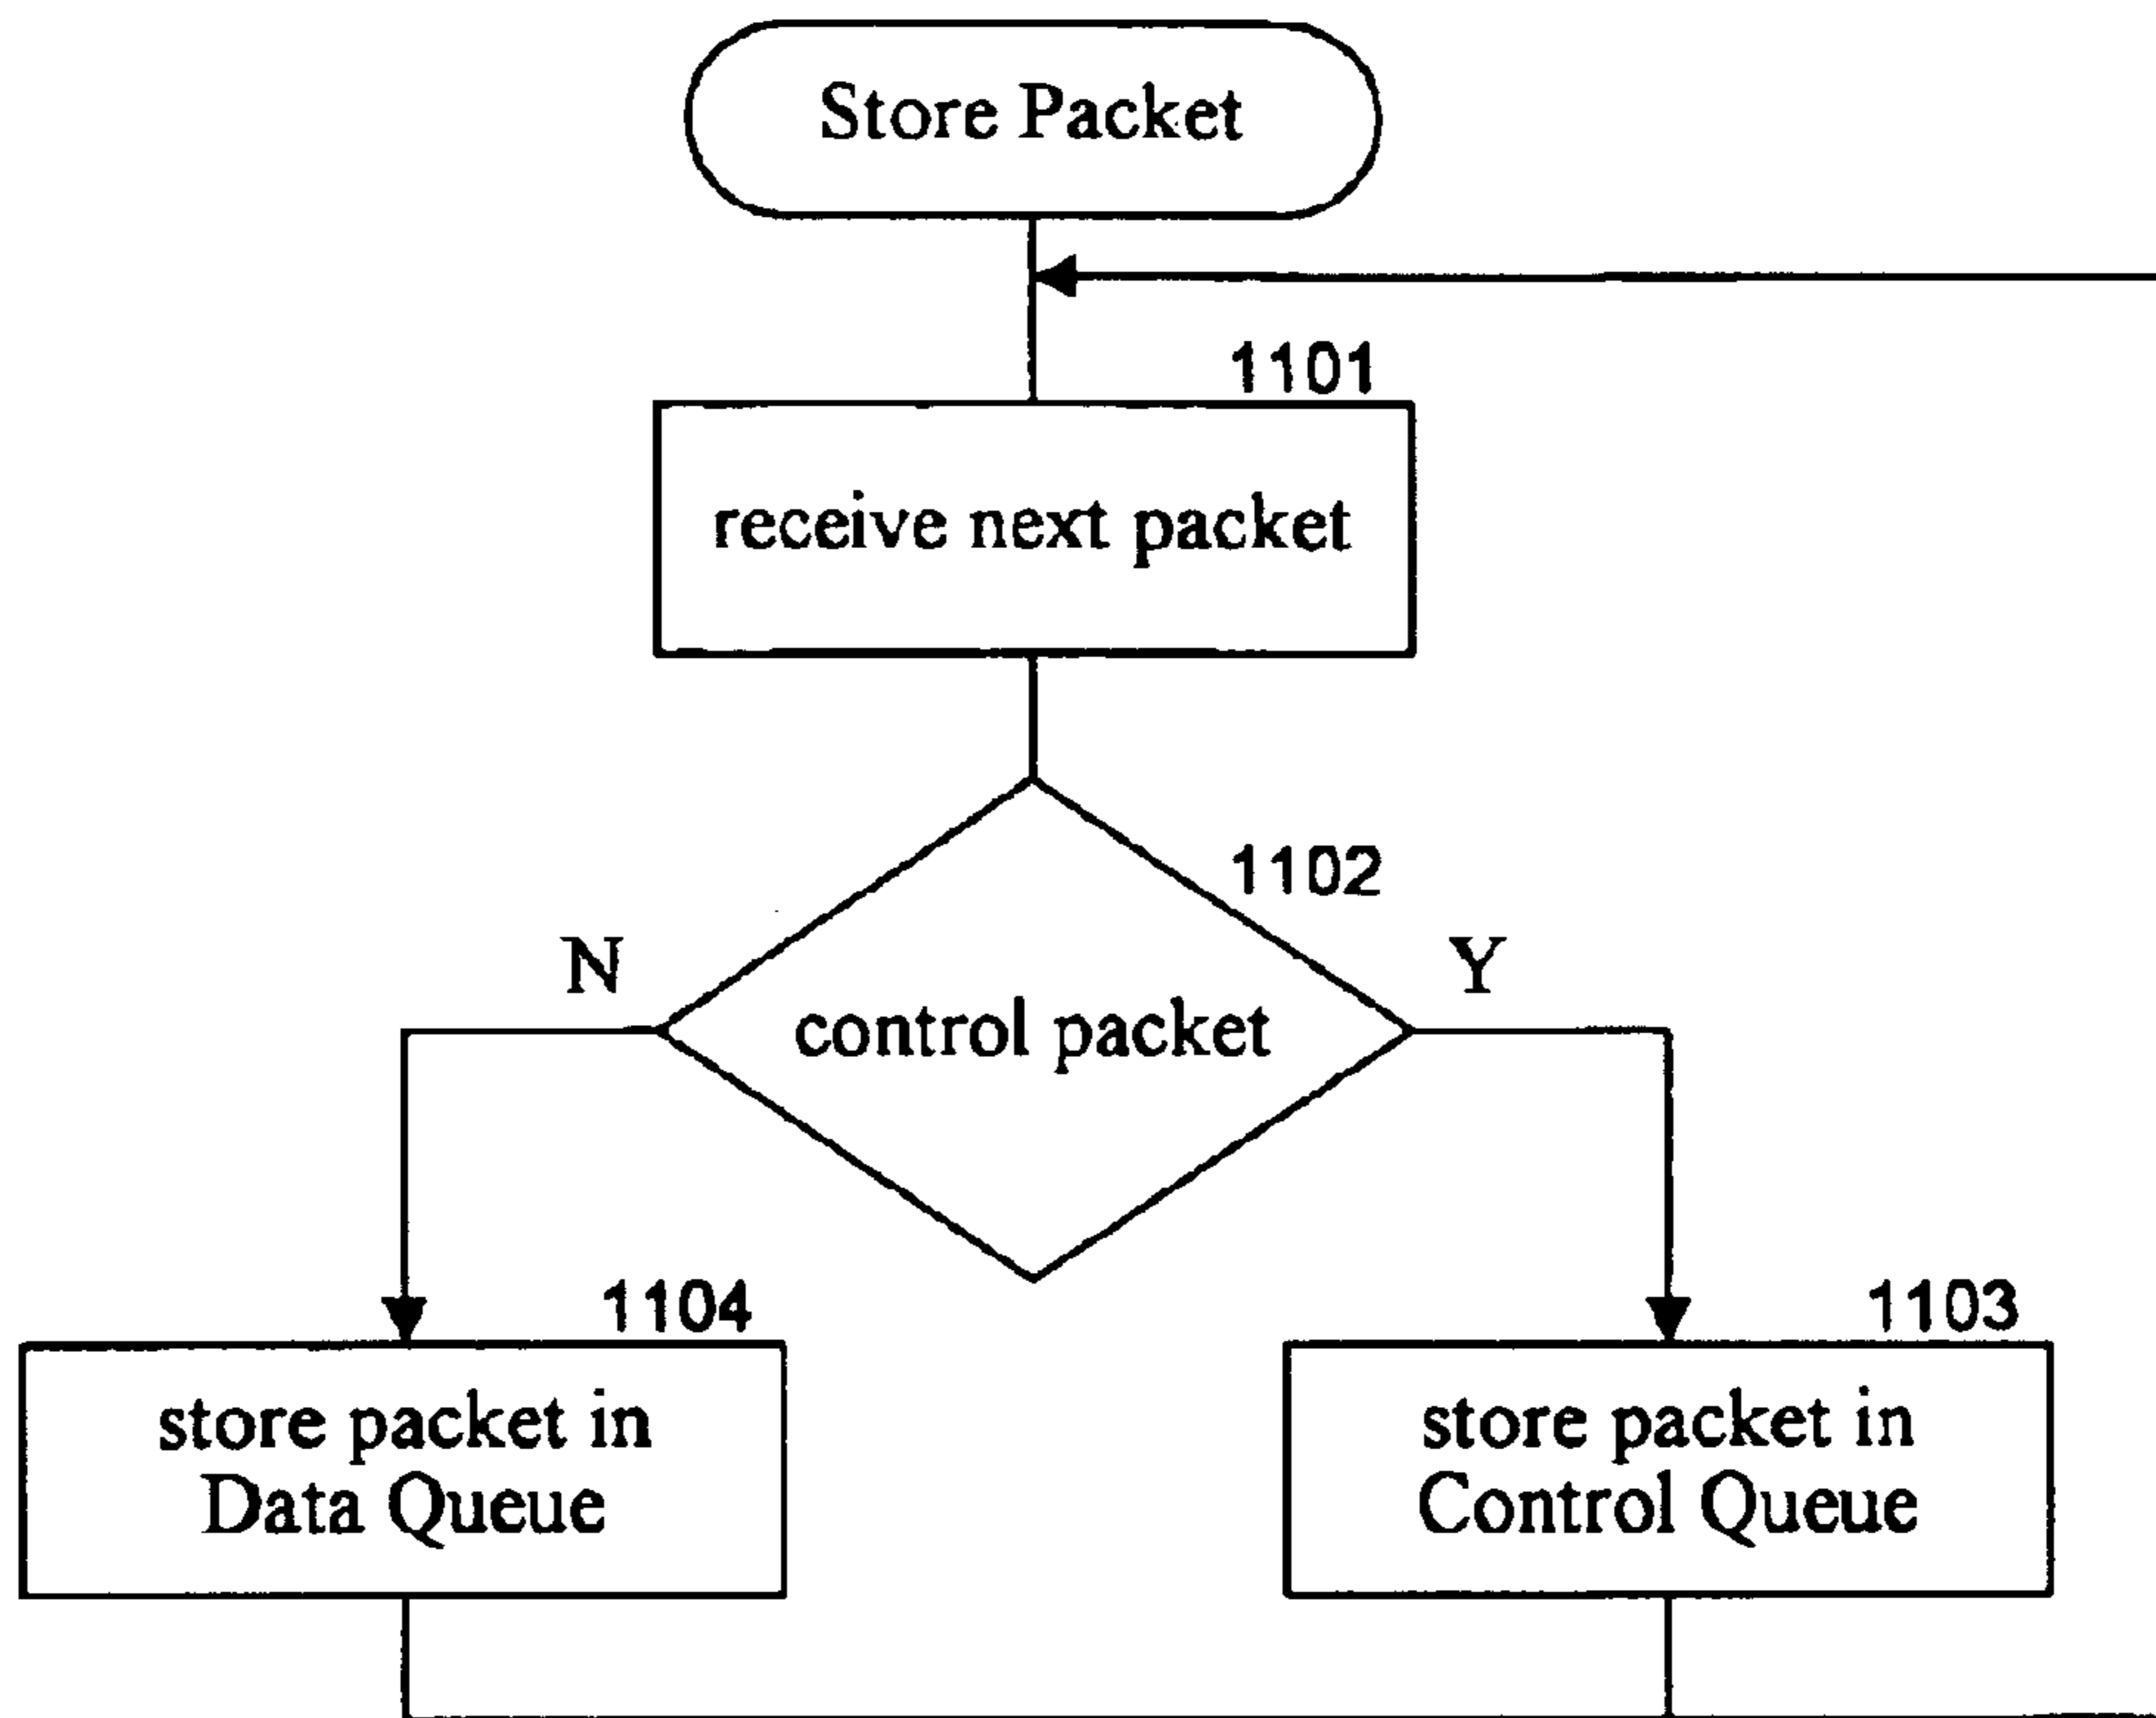 Store Packet
1101
receive next packet
1102
N
Y
control packet
1104
1103
store packet in
Data Queue
store packet in
Control Queue